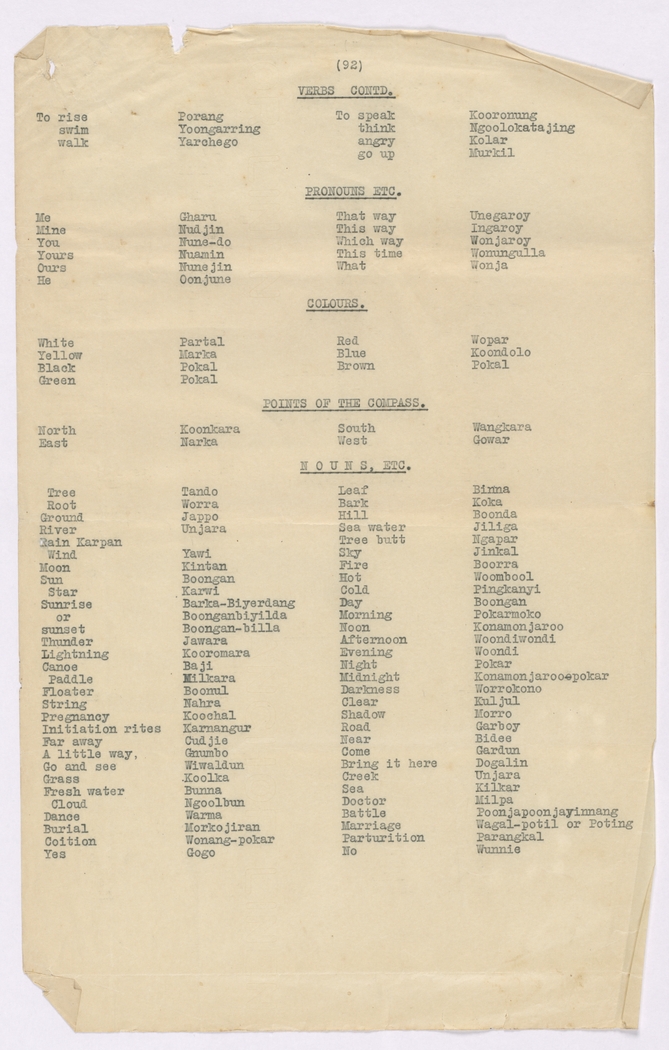 (92)
VERBS CONTD.
To rise Porang To speak Kooronung
swim Yoongarring think Ngoolokatajing
walk Yarchego angry Kolar
go up Murkil
PRONOUNS ETC.
Me Gharu That way Unegaroy
Mine Nudjin This way Ingaroy
You Nune-do Which way Wonjaroy
Yours Nuamin This time Wonungulla
Ours Nunejin What Wonja
He Oonjune
COLOURS.
White Partal Red Wopar
Yellow Marka Blue Koondolo
Black Pokal Brown Pokal
Green Pokal
POINTS OF THE COMPASS.
North Koonkara South Wangkara
East Narka West Gowar
N O U N S, ETC.
Tree Tando Leaf Birma
Root Worra Bark Koka
Ground Jappo Hill Boonda
River Unjara Sea water Jiliga
Rain Karpan Tree butt Ngapar
Wind Yawi Sky Jinkal
Moon Kintan Fire Boorra
Sun Boongan Hot Woombool
Star Karwi Cold Pingkanyi
Sunrise Barka-Biyerdang Day Boongan
or Boonganbiyilda Morning Pokarmoko
sunset Boongan-billa Noon Konamonjaroo
Thunder Jawara Afternoon Woondiwondi
Lightning Kooromara Evening Woondi
Canoe Baji Night Pokar
Paddle Milkara Midnight Konamonjaroo-pokar
Floater Boonul Darkness Worrokono
String Nahra Clear Kuljul
Pregnancy Koochal Shadow Morro
Initiation rites Karnangur Road Garboy
Far away Cudjie Near Bidee
A little way, Gnumbo Come Gardun
Go and see Wiwaldun Bring it here Dogalin
Grass Koolka Creek Unjara
Fresh water Bunna Sea Kilkar
Cloud Ngoolbun Doctor Milpa
Dance Warma Battle Poonjapoonjayinnang
Burial Morkojiran Marriage Wagal-potil or Poting
Coition Wonang-pokar Parturition Parangkal
Yes Gogo No Wunnie